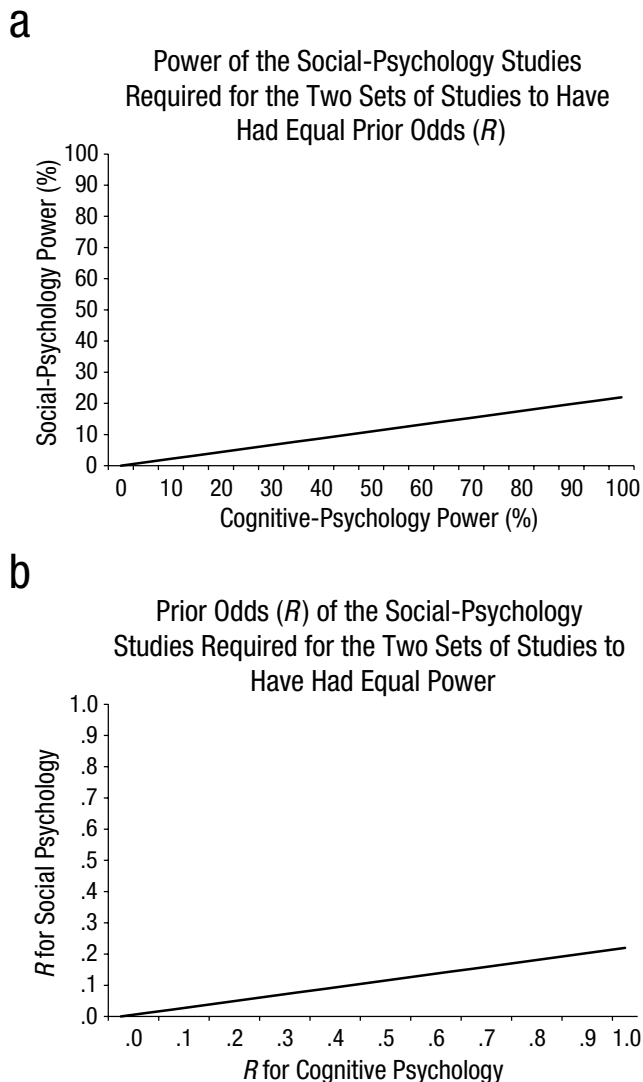 a
Power of the Social-Psychology Studies
Required for the Two Sets of Studies to Have
Had Equal Prior Odds (R)
Social-Psychology Power (%)
100
90
80
70
60
50
40
30
20
10
0
0 10 20 30 40 50 60 70 80 90 100
Cognitive-Psychology Power (%)
b
Prior Odds (R) of the Social-Psychology
Studies Required for the Two Sets of Studies to
Have Had Equal Power
R for Social Psychology
1.0
.9
.8
.7
.6
.5
.4
.3
.2
.1
.0
.0 .1 .2 .3 .4 .5 .6 .7 .8 .9 1.0
R for Cognitive Psychology